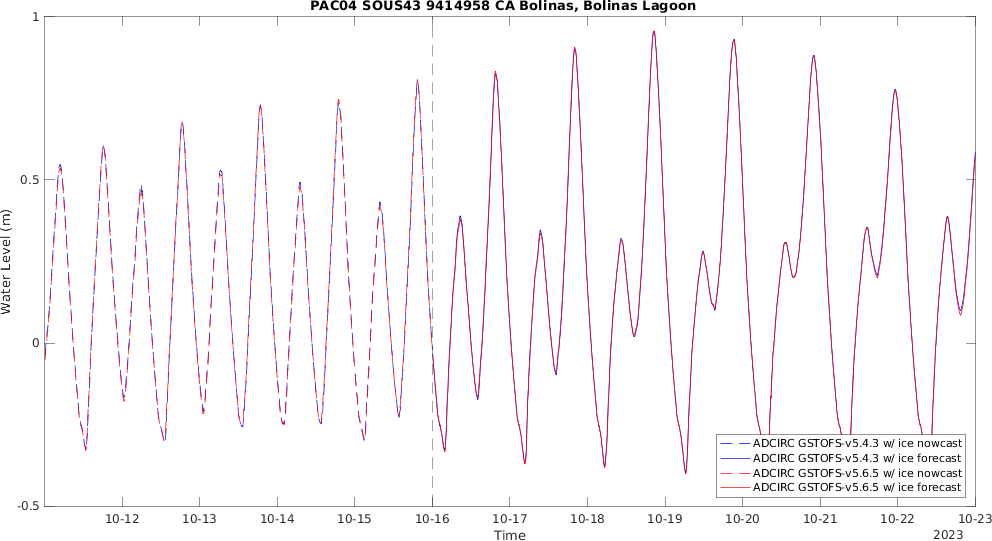 PAC04 SOUS43 9414958 CA Bolinas, Bolinas Lagoon
1
0.5
0
-0.5
Water Level (m)
ADCIRC GSTOFS-v5.4.3 w/ ice nowcast
ADCIRC GSTOFS-v5.4.3 w/ ice forecast
ADCIRC GSTOFS-v5.6.5 w/ ice nowcast
ADCIRC GSTOFS-v5.6.5 w/ ice forecast
10-12 10-13 10-14 10-15 10-16 10-17 10-18 10-19 10-20 10-21 10-22 10-23
Time
2023